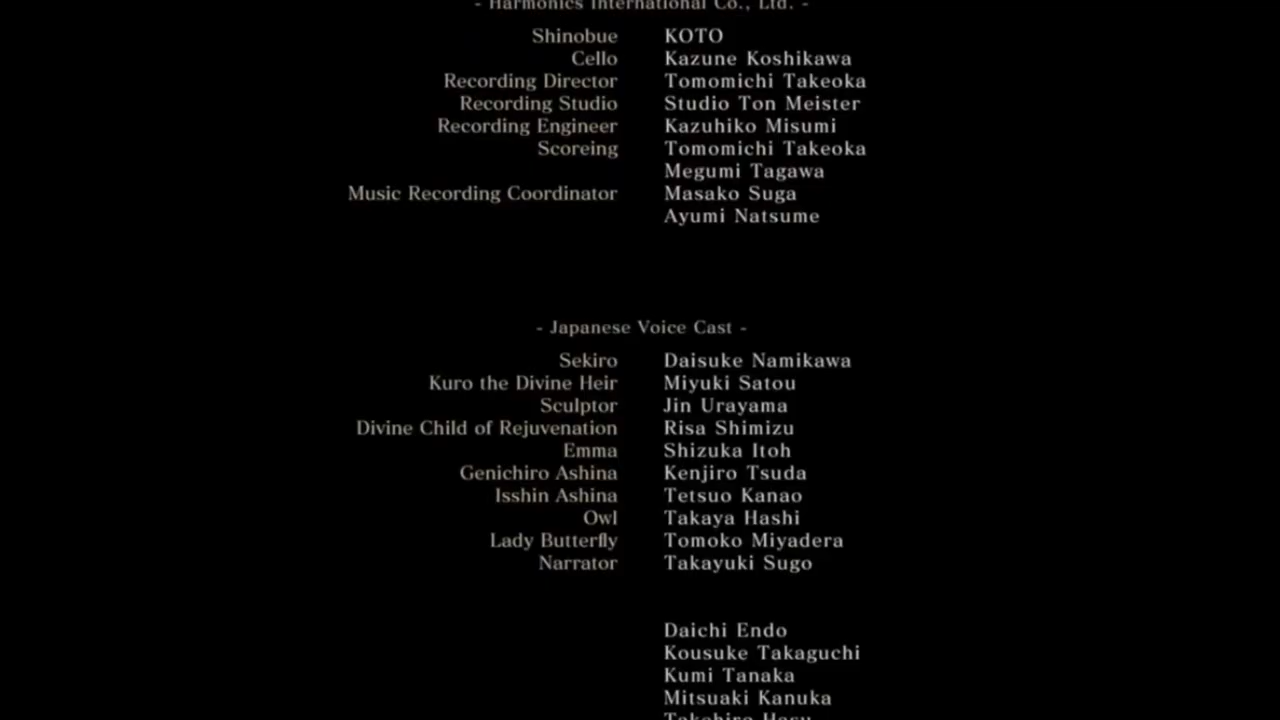 - Harmonics International Co., Ltd. -
Shinobue KOTO
Cello Kazune Koshikawa
Recording Director Tomomichi Takeoka
Recording Studio Studio Ton Meister
Recording Engineer Kazuhiko Misumi
Scoreing Tomomichi Takeoka
Megumi Tagawa
Music Recording Coordinator Masako Suga
Ayumi Natsume
- Japanese Voice Cast -
Sekiro Daisuke Namikawa
Kuro the Divine Heir Miyuki Satou
Sculptor Jin Urayama
Divine Child of Rejuvenation Risa Shimizu
Emma Shizuka Itoh
Genichiro Ashina Kenjiro Tsuda
Isshin Ashina Tetsuo Kanao
Owl Takaya Hashi
Lady Butterfly Tomoko Miyadera
Narrator Takayuki Sugo
Daichi Endo
Kousuke Takaguchi
Kumi Tanaka
Mitsuaki Kanuka